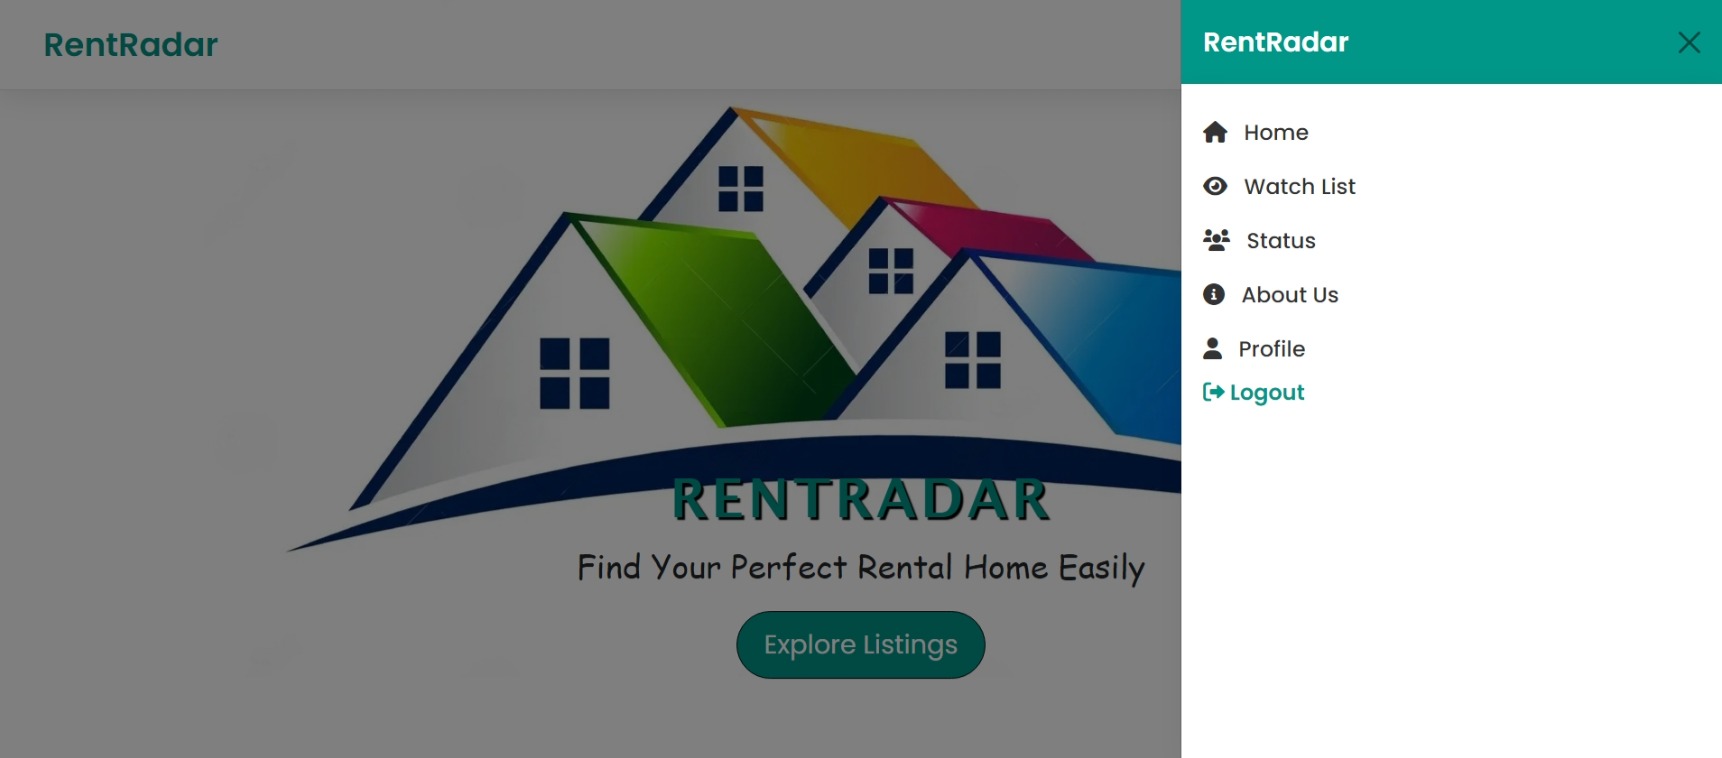 RentRadar
RENTRADAR
Find Your Perfect Rental Home Easily
Explore Listings
RentRadar
Home
Watch List
Status
About Us
Profile
Logout